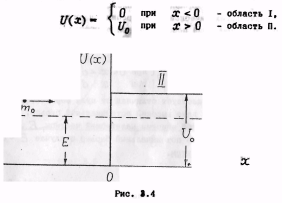 U(x) = { 0 при x < 0 - область I,
U₀ при x > 0 - область II.
U(x)
II
m₀
E
U₀
x
0
Рис. 3.4